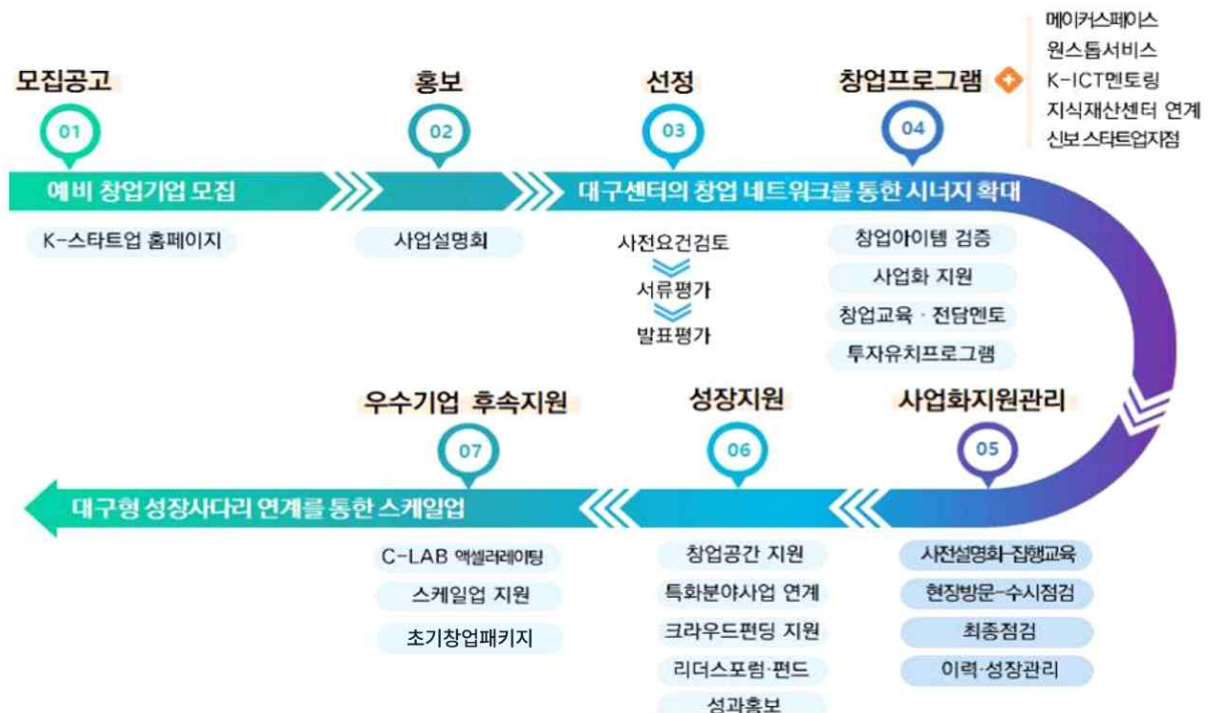 모집공고
01
예비 창업기업 모집
K-스타트업 홈페이지
홍보
02
사업설명회
선정
03
대구센터의 창업 네트워크를 통한 시너지 확대
사전요건검토
서류평가
발표평가
창업프로그램
04
메이커스페이스
원스톱서비스
K-ICT멘토링
지식재산센터 연계
신보 스타트업지점
창업아이템 검증
사업화 지원
창업교육 · 전담멘토
투자유치프로그램
사업화지원관리
05
사전설명화-집행교육
현장방문-수시점검
최종점검
이력·성장관리
성장지원
06
창업공간 지원
특화분야사업 연계
크라우드펀딩 지원
리더스포럼·펀드
성과홍보
우수기업 후속지원
07
대구형 성장사다리 연계를 통한 스케일업
C-LAB 액셀러레이팅
스케일업 지원
초기창업패키지